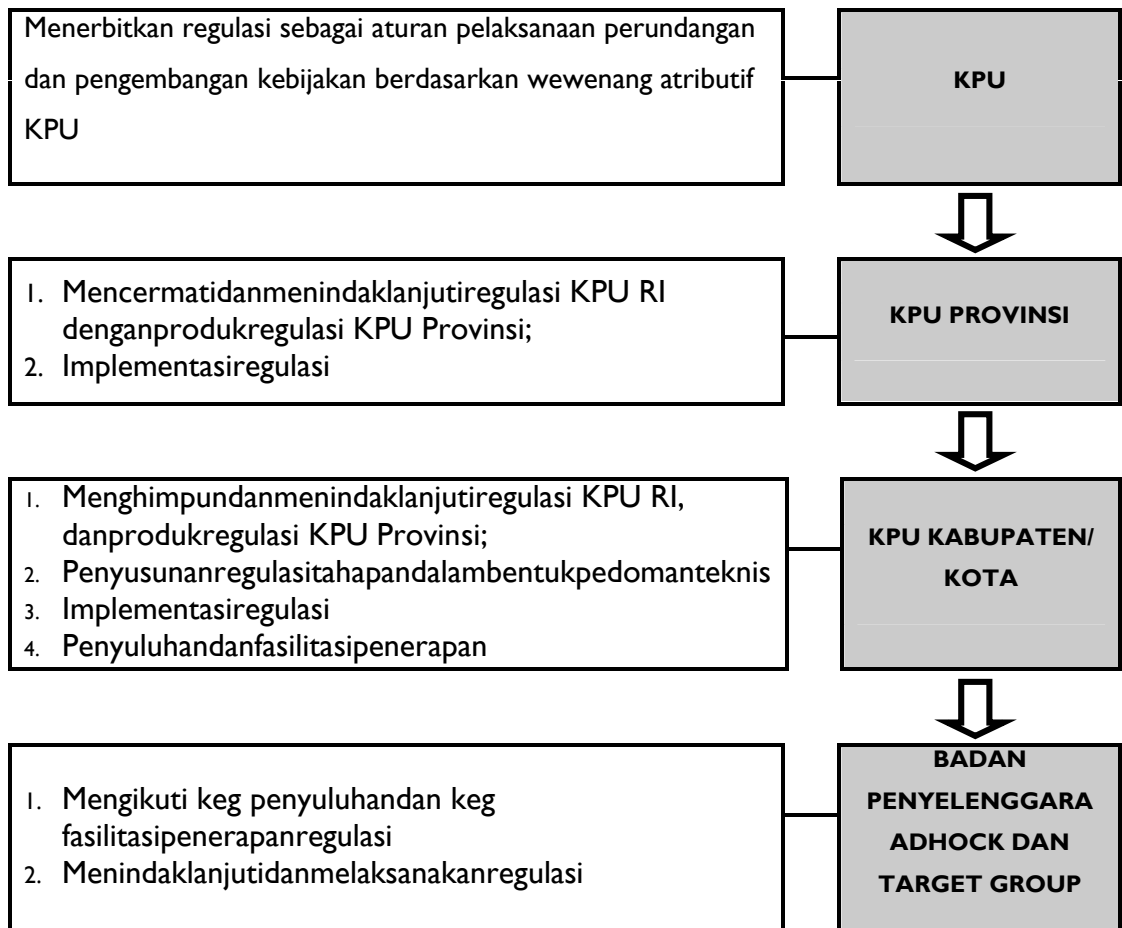 Menerbitkan regulasi sebagai aturan pelaksanaan perundangan
dan pengembangan kebijakan berdasarkan wewenang atributif
KPU
KPU
1. Mencermatidanmenindaklanjutiregulasi KPU RI
denganprodukregulasi KPU Provinsi;
2. Implementasiregulasi
KPU PROVINSI
1. Menghimpundanmenindaklanjutiregulasi KPU RI,
danprodukregulasi KPU Provinsi;
2. Penyusunanregulasitahapandalambentukpedomanteknis
3. Implementasiregulasi
4. Penyuluhandanfasilitasipenerapan
KPU KABUPATEN/
KOTA
1. Mengikuti keg penyuluhandan keg
fasilitasipenerapanregulasi
2. Menindaklanjutidanmelaksanakanregulasi
BADAN
PENYELENGGARA
ADHOCK DAN
TARGET GROUP